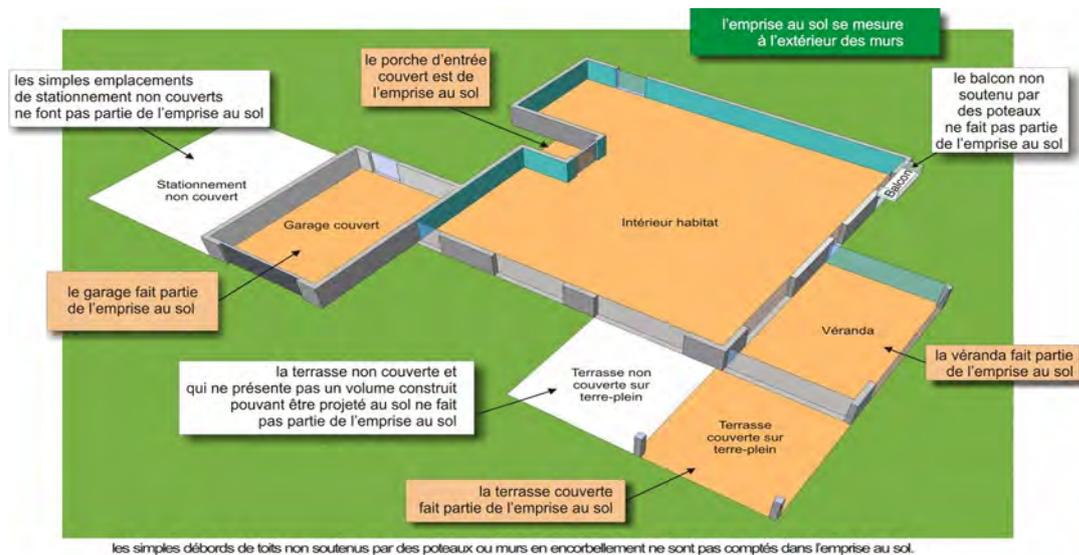 l'emprise au sol se mesure
à l'extérieur des murs
le porche d'entrée
couvert est de
l'emprise au sol
les simples emplacements
de stationnement non couverts
ne font pas partie de l'emprise au sol
le balcon non
soutenu par
des poteaux
ne fait pas partie
de l'emprise au sol
Balcon
Stationnement
non couvert
Garage couvert
Intérieur habitat
le garage fait partie
de l'emprise au sol
Véranda
la véranda fait partie
de l'emprise au sol
la terrasse non couverte et
qui ne présente pas un volume construit
pouvant être projeté au sol ne fait
pas partie de l'emprise au sol
Terrasse non
couverte sur
terre-plein
Terrasse
couverte sur
terre-plein
la terrasse couverte
fait partie de l'emprise au sol
les simples débords de toits non soutenus par des poteaux ou murs en encorbellement ne sont pas comptés dans l'emprise au sol.